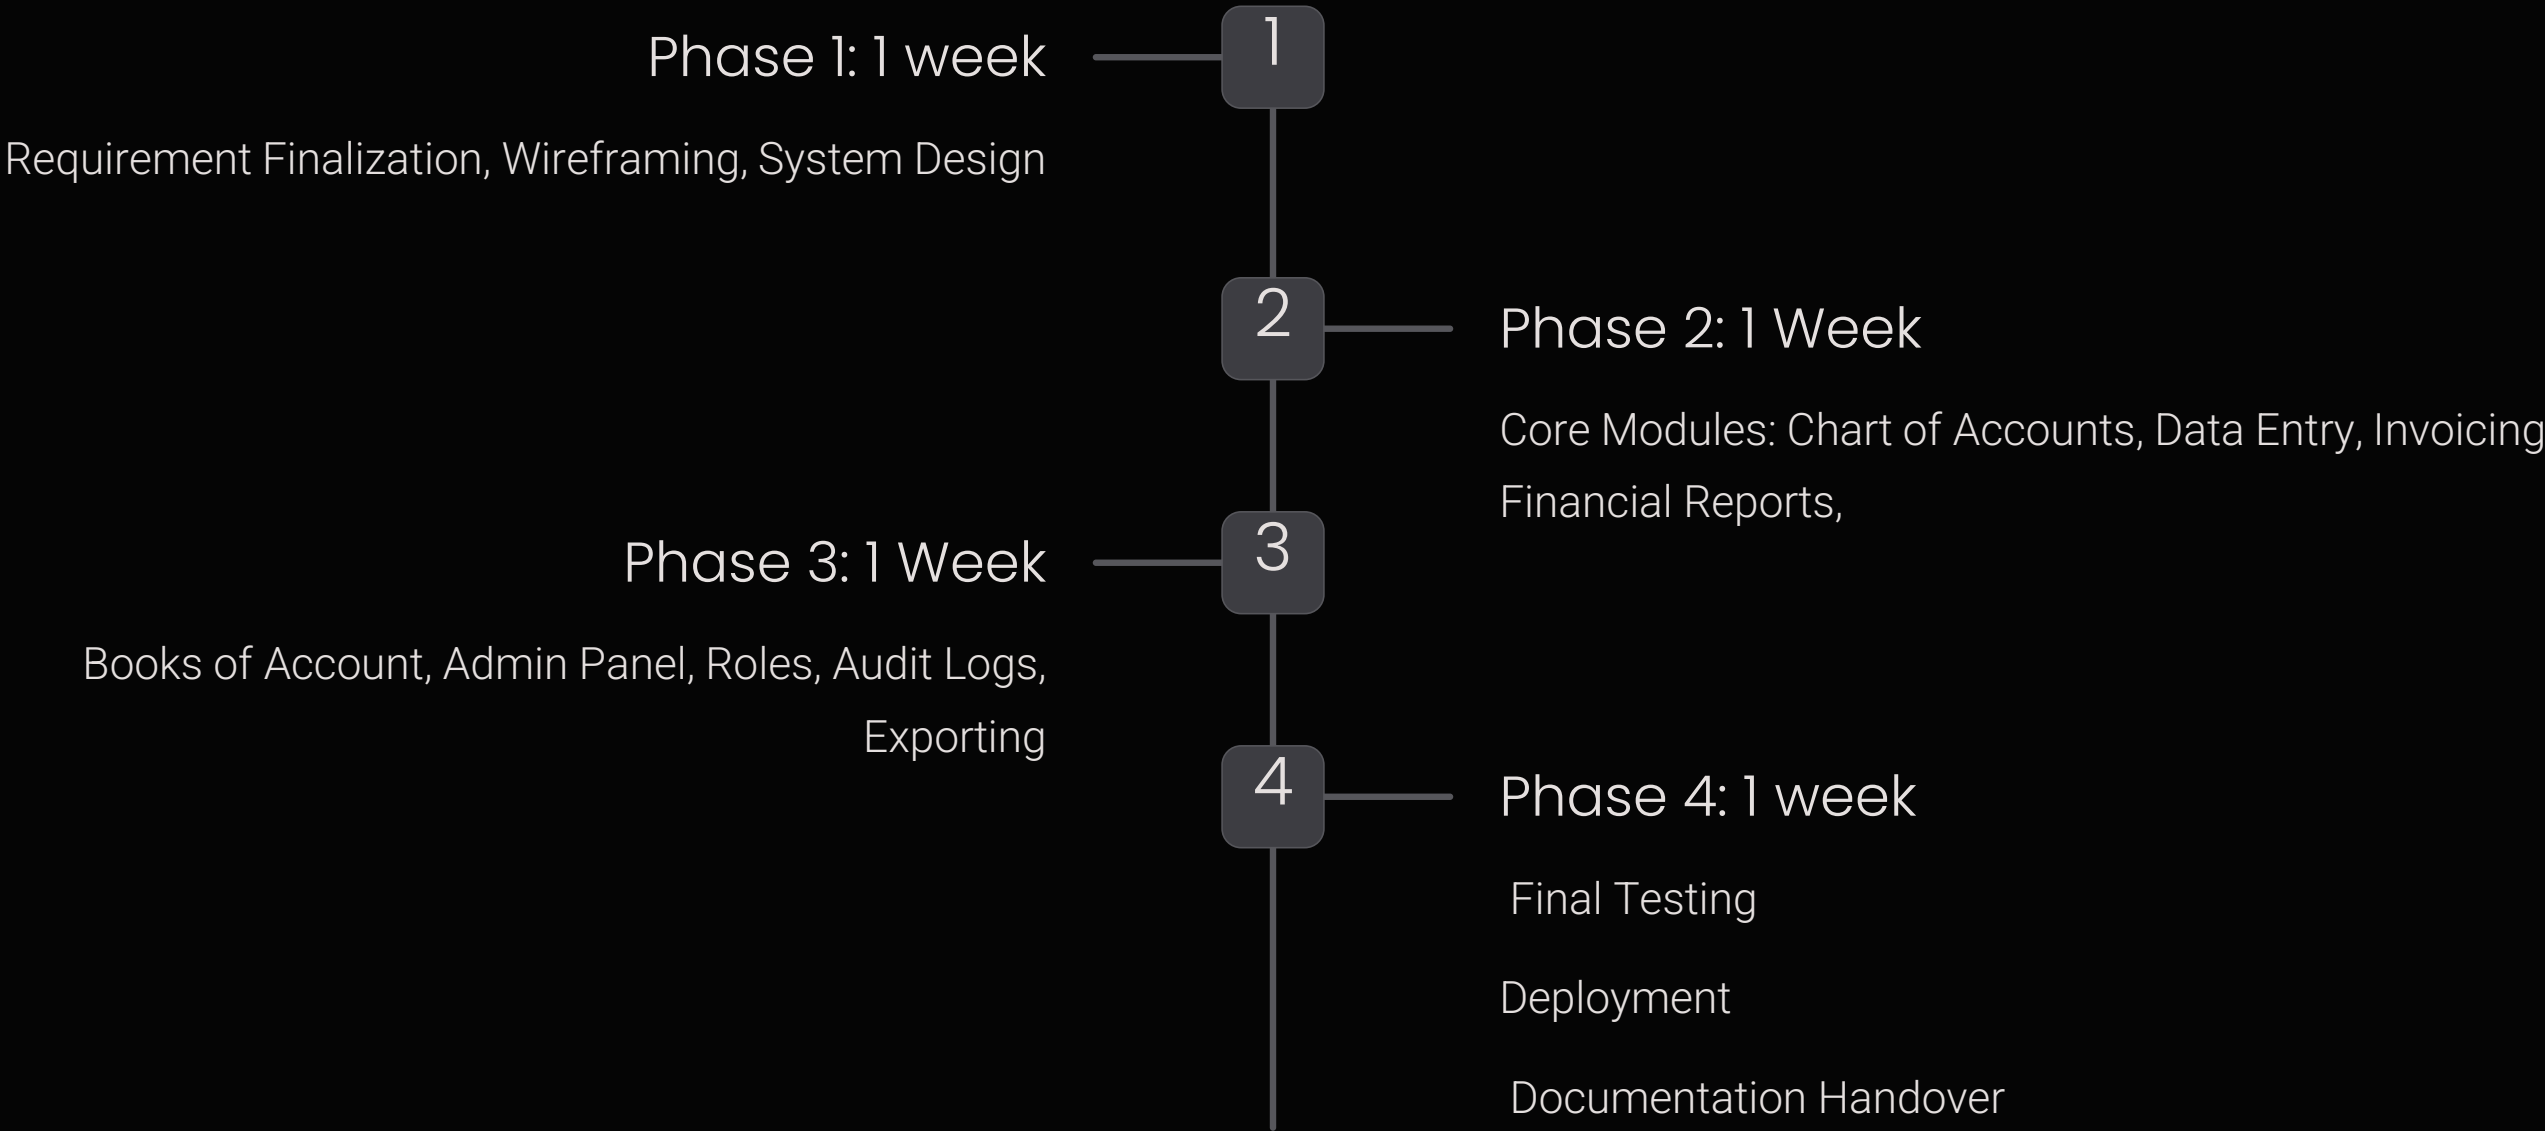 1
Phase 1: 1 week
Requirement Finalization, Wireframing, System Design
2
Phase 2: 1 Week
Core Modules: Chart of Accounts, Data Entry, Invoicing
Financial Reports,
3
Phase 3: 1 Week
Books of Account, Admin Panel, Roles, Audit Logs,
Exporting
4
Phase 4: 1 week
Final Testing
Deployment
Documentation Handover